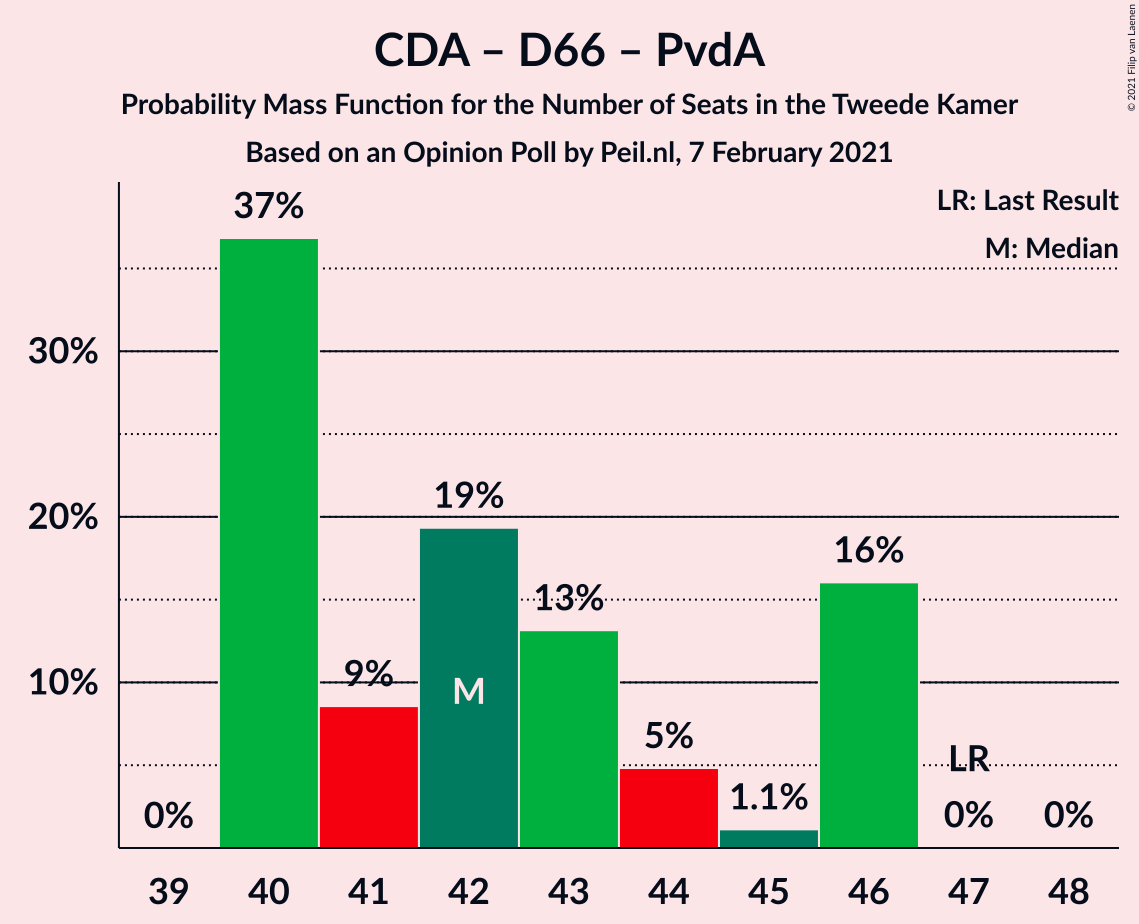 CDA – D66 – PvdA
Probability Mass Function for the Number of Seats in the Tweede Kamer
Based on an Opinion Poll by Peil.nl, 7 February 2021
© 2021 Filip van Laenen
LR: Last Result
M: Median
30%
20%
10%
0%
37%
9%
19%
M
13%
5%
1.1%
16%
LR
0%
0%
39 40 41 42 43 44 45 46 47 48